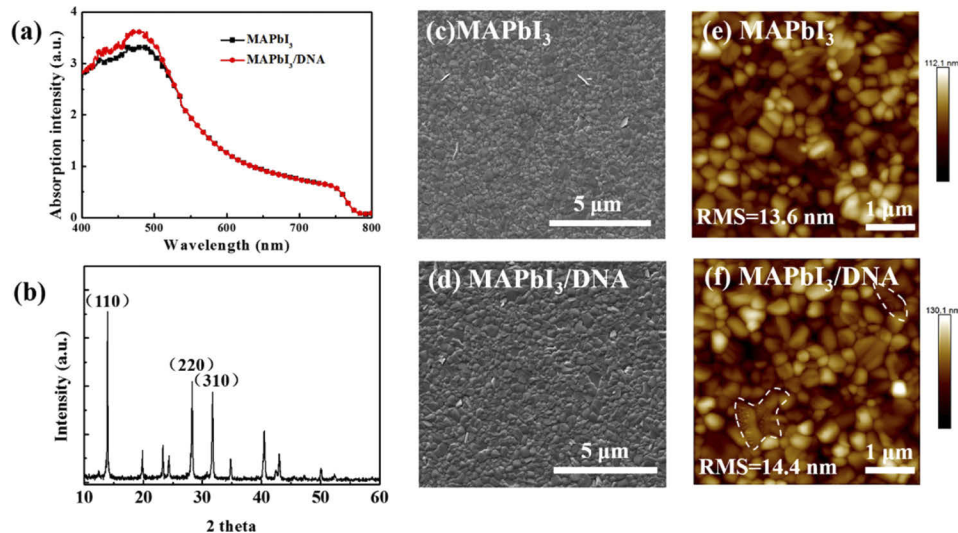 (a)
MAPbI₃
MAPbI₃/DNA
Absorption intensity (a.u.)
4
3
2
1
0
400 500 600 700 800
Wavelength (nm)
(b)
(110)
(220)
(310)
Intensity (a.u.)
10 20 30 40 50 60
2 theta
(c)MAPbI₃
5 μm
(d) MAPbI₃/DNA
5 μm
(e) MAPbI₃
112.1 nm
RMS=13.6 nm
1 μm
(f) MAPbI₃/DNA
130.1 nm
RMS=14.4 nm
1 μm